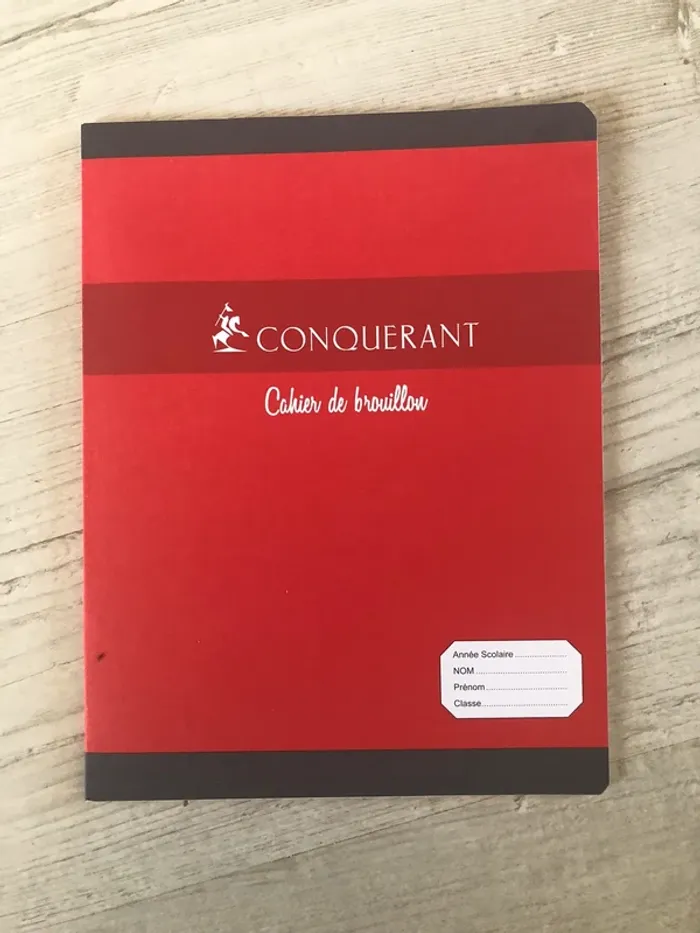 CONQUERANT
Cahier de brouillon
Année Scolaire......................
NOM......................
Prénom......................
Classe......................